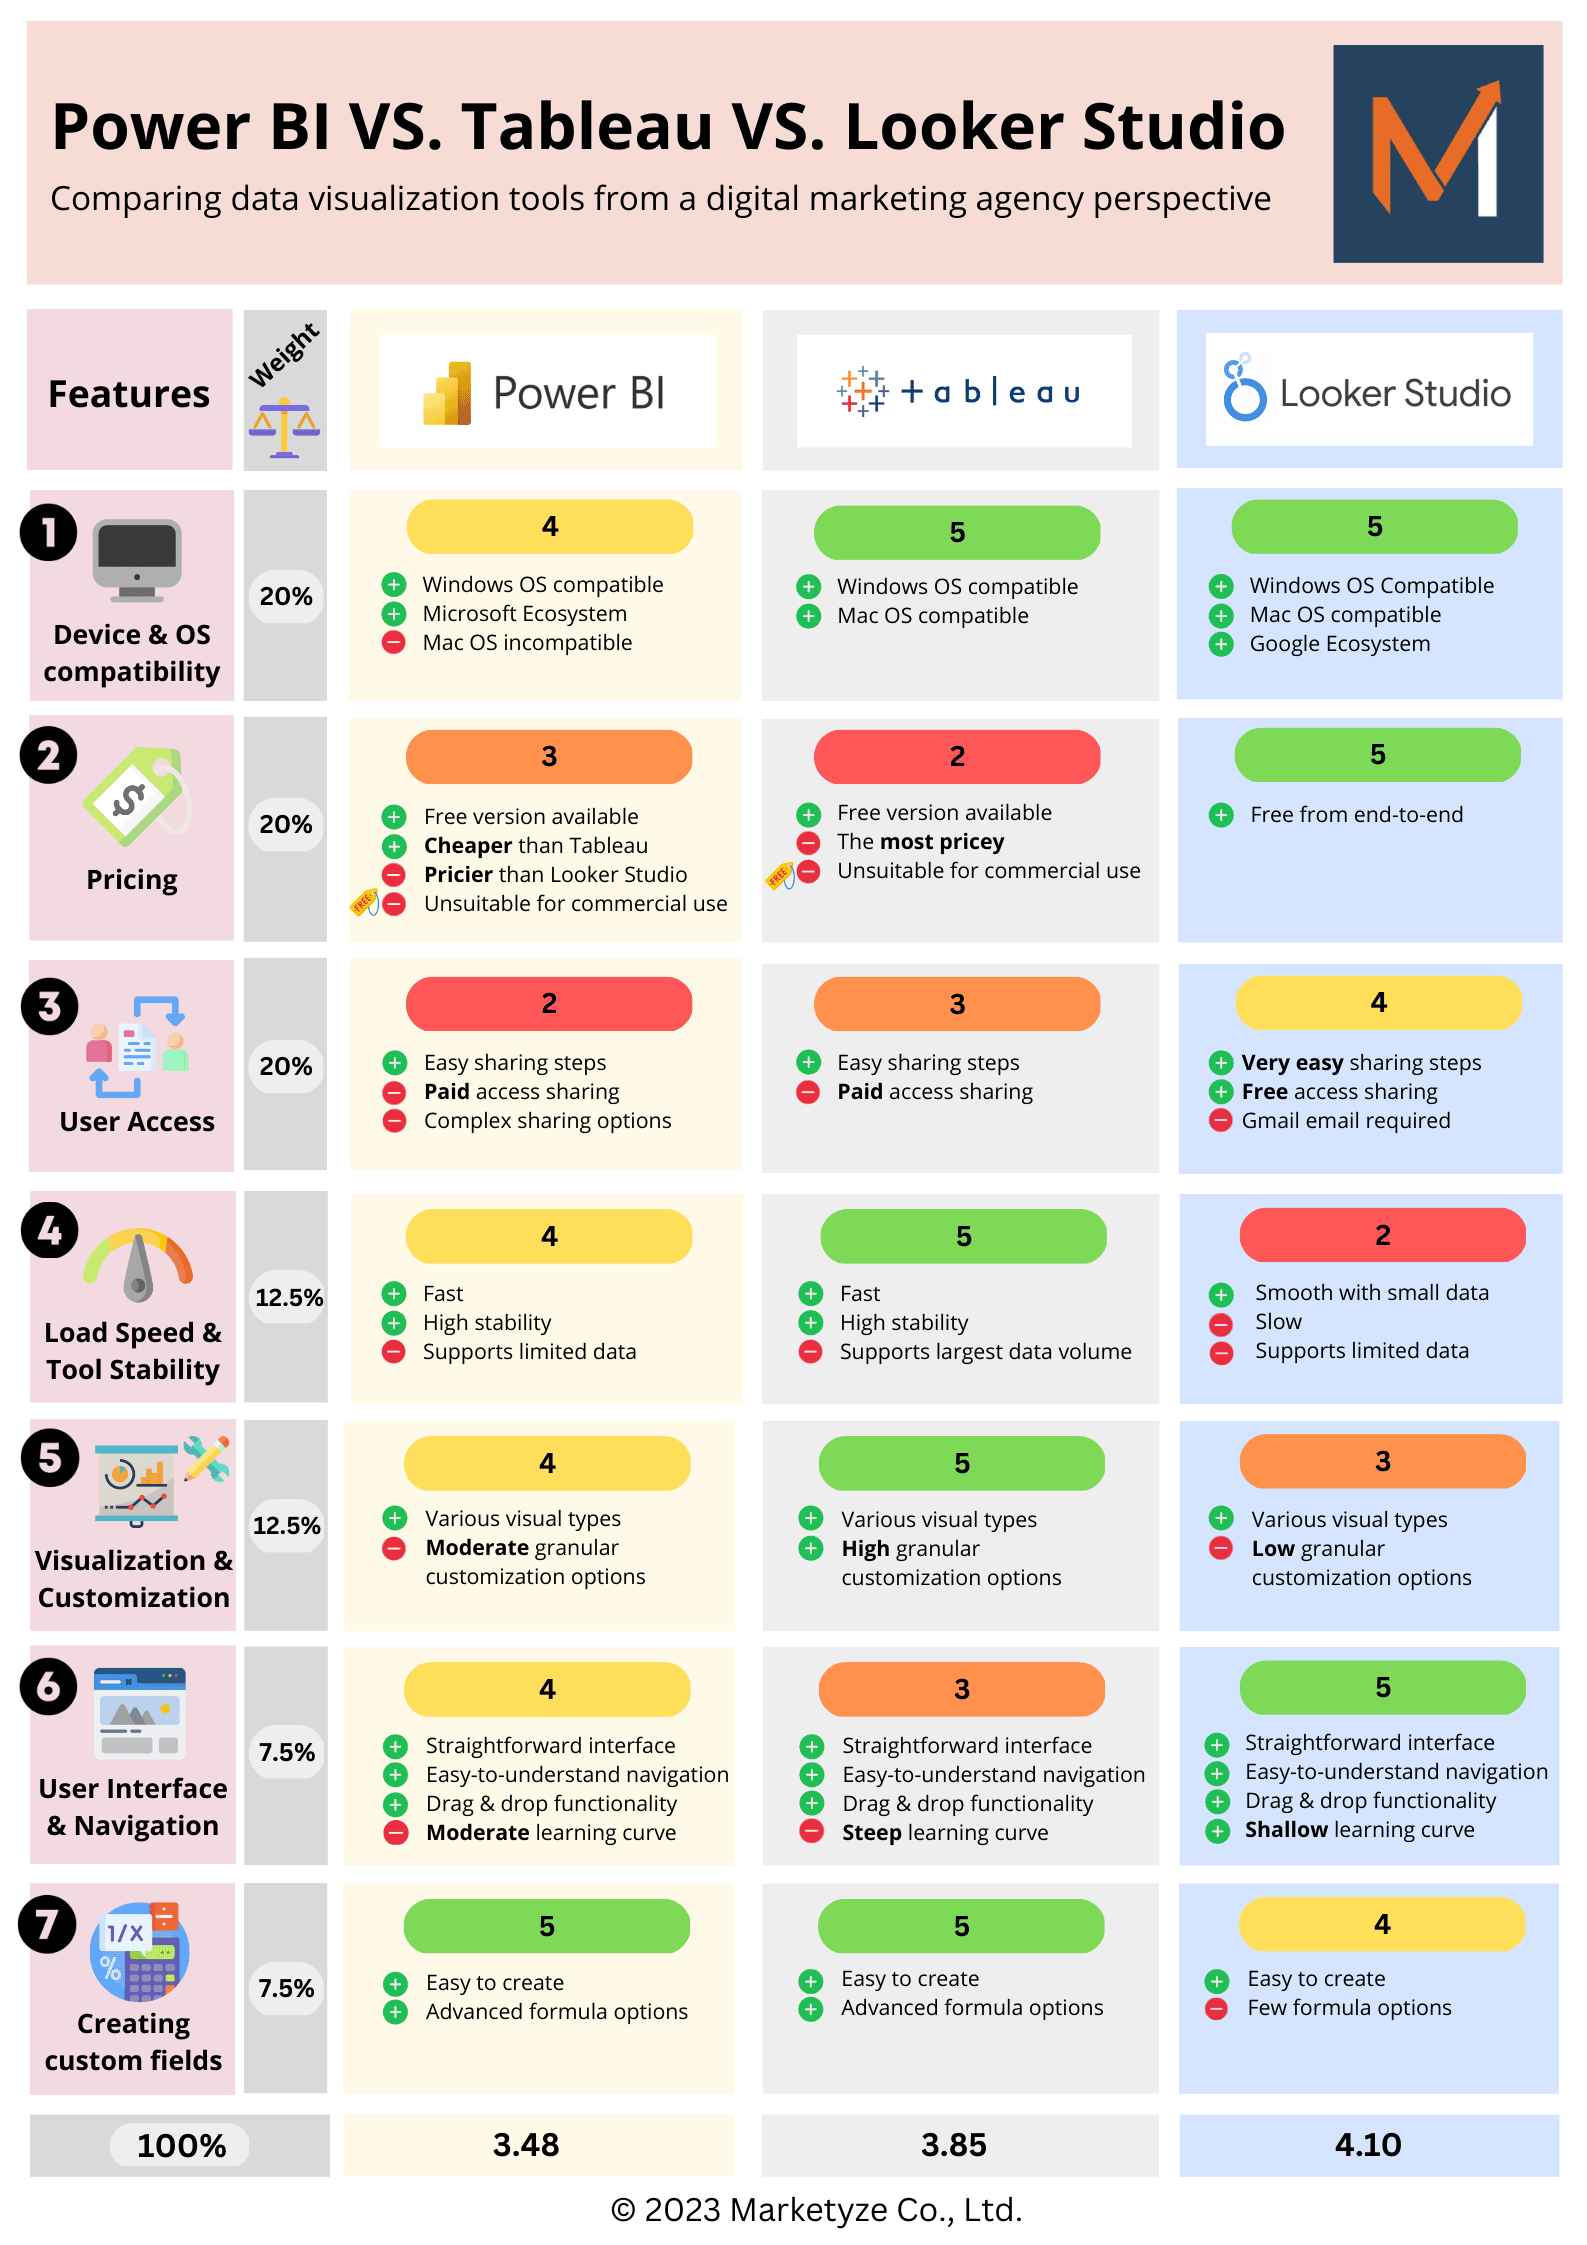 Power BI VS. Tableau VS. Looker Studio
Comparing data visualization tools from a digital marketing agency perspective
Features
Weight
Power BI
+ a b l e a u
Looker Studio
1
Device & OS
compatibility
20%
4
Windows OS compatible
Microsoft Ecosystem
Mac OS incompatible
5
Windows OS compatible
Mac OS compatible
5
Windows OS Compatible
Mac OS compatible
Google Ecosystem
2
$
Pricing
20%
3
Free version available
Cheaper than Tableau
Pricier than Looker Studio
FREE
Unsuitable for commercial use
2
Free version available
The most pricey
FREE
Unsuitable for commercial use
5
Free from end-to-end
3
User Access
20%
2
Easy sharing steps
Paid access sharing
Complex sharing options
3
Easy sharing steps
Paid access sharing
4
Very easy sharing steps
Free access sharing
Gmail email required
4
Load Speed &
Tool Stability
12.5%
4
Fast
High stability
Supports limited data
5
Fast
High stability
Supports largest data volume
2
Smooth with small data
Slow
Supports limited data
5
Visualization &
Customization
12.5%
4
Various visual types
Moderate granular
customization options
5
Various visual types
High granular
customization options
3
Various visual types
Low granular
customization options
6
User Interface
& Navigation
7.5%
4
Straightforward interface
Easy-to-understand navigation
Drag & drop functionality
Moderate learning curve
3
Straightforward interface
Easy-to-understand navigation
Drag & drop functionality
Steep learning curve
5
Straightforward interface
Easy-to-understand navigation
Drag & drop functionality
Shallow learning curve
7
1/X
%
Creating
custom fields
7.5%
5
Easy to create
Advanced formula options
5
Easy to create
Advanced formula options
4
Easy to create
Few formula options
100%
3.48
3.85
4.10
© 2023 Marketyze Co., Ltd.